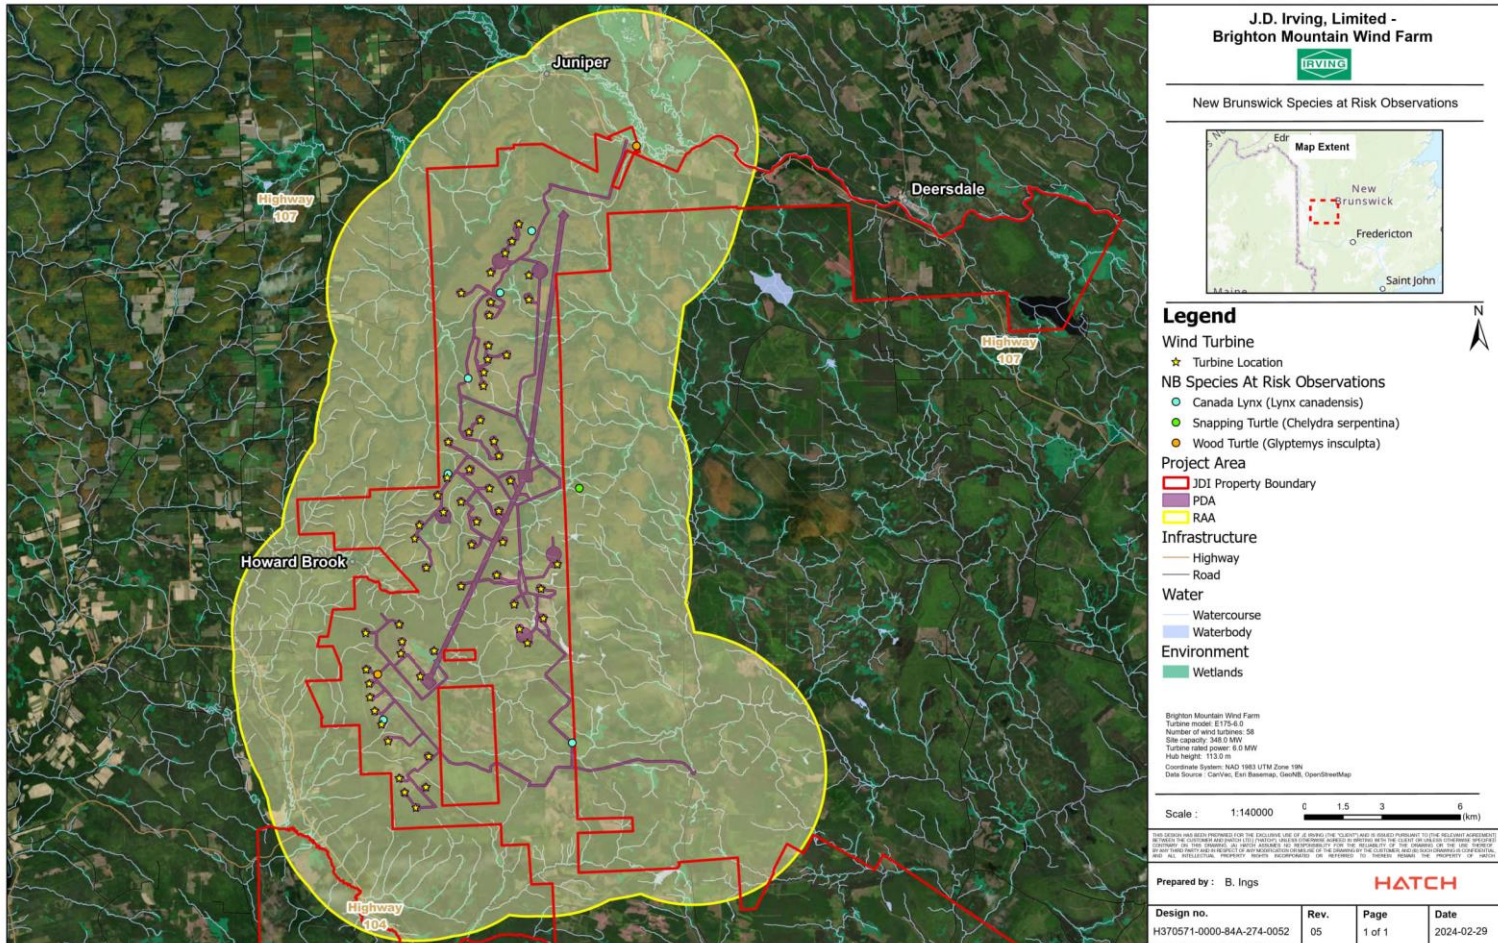 Juniper
Highway
107
Deersdale
Highway
107
Howard Brook
Highway
104
J.D. Irving, Limited -
Brighton Mountain Wind Farm
IRVING
New Brunswick Species at Risk Observations
Edr
Map Extent
New
Brunswick
Fredericton
Saint John
Maine
Legend
N
Wind Turbine
Turbine Location
NB Species At Risk Observations
Canada Lynx (Lynx canadensis)
Snapping Turtle (Chelydra serpentina)
Wood Turtle (Glyptemys insculpta)
Project Area
JDI Property Boundary
PDA
RAA
Infrastructure
Highway
Road
Water
Watercourse
Waterbody
Environment
Wetlands
Brighton Mountain Wind Farm
Turbine model: E175-6.0
Number of wind turbines: 58
Site capacity: 348.0 MW
Turbine rated power: 6.0 MW
Hub height: 113.0 m
Coordinate System: NAD 1983 UTM Zone 19N
Data Source : CanVec, Esri Basemap, GeoNB, OpenStreetMap
Scale : 1:140000
0 1.5 3 6
(km)
Prepared by : B. Ings
HATCH
Design no. Rev. Page Date
H370571-0000-84A-274-0052 05 1 of 1 2024-02-29